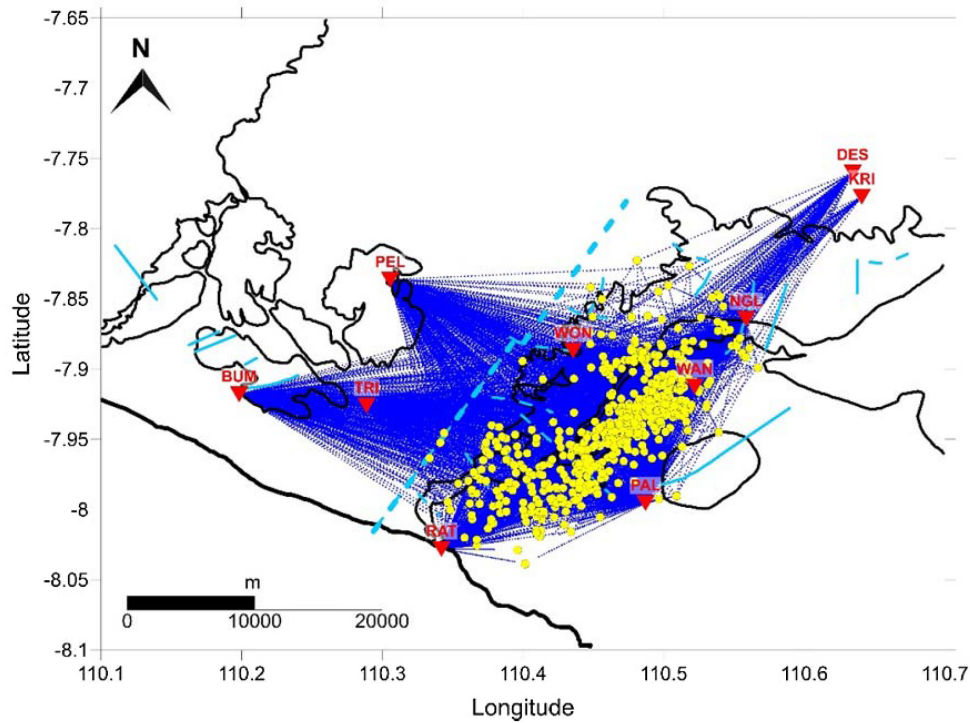 -7.65
N
-7.7
DES
-7.75
KRI
-7.8
PEL
-7.85
NGL
WON
-7.9
BUM
TRI
WAN
-7.95
PAL
-8
RAT
m
-8.05
0
10000
20000
-8.1
110.1
110.2
110.3
110.4
110.5
110.6
110.7
Latitude
Longitude